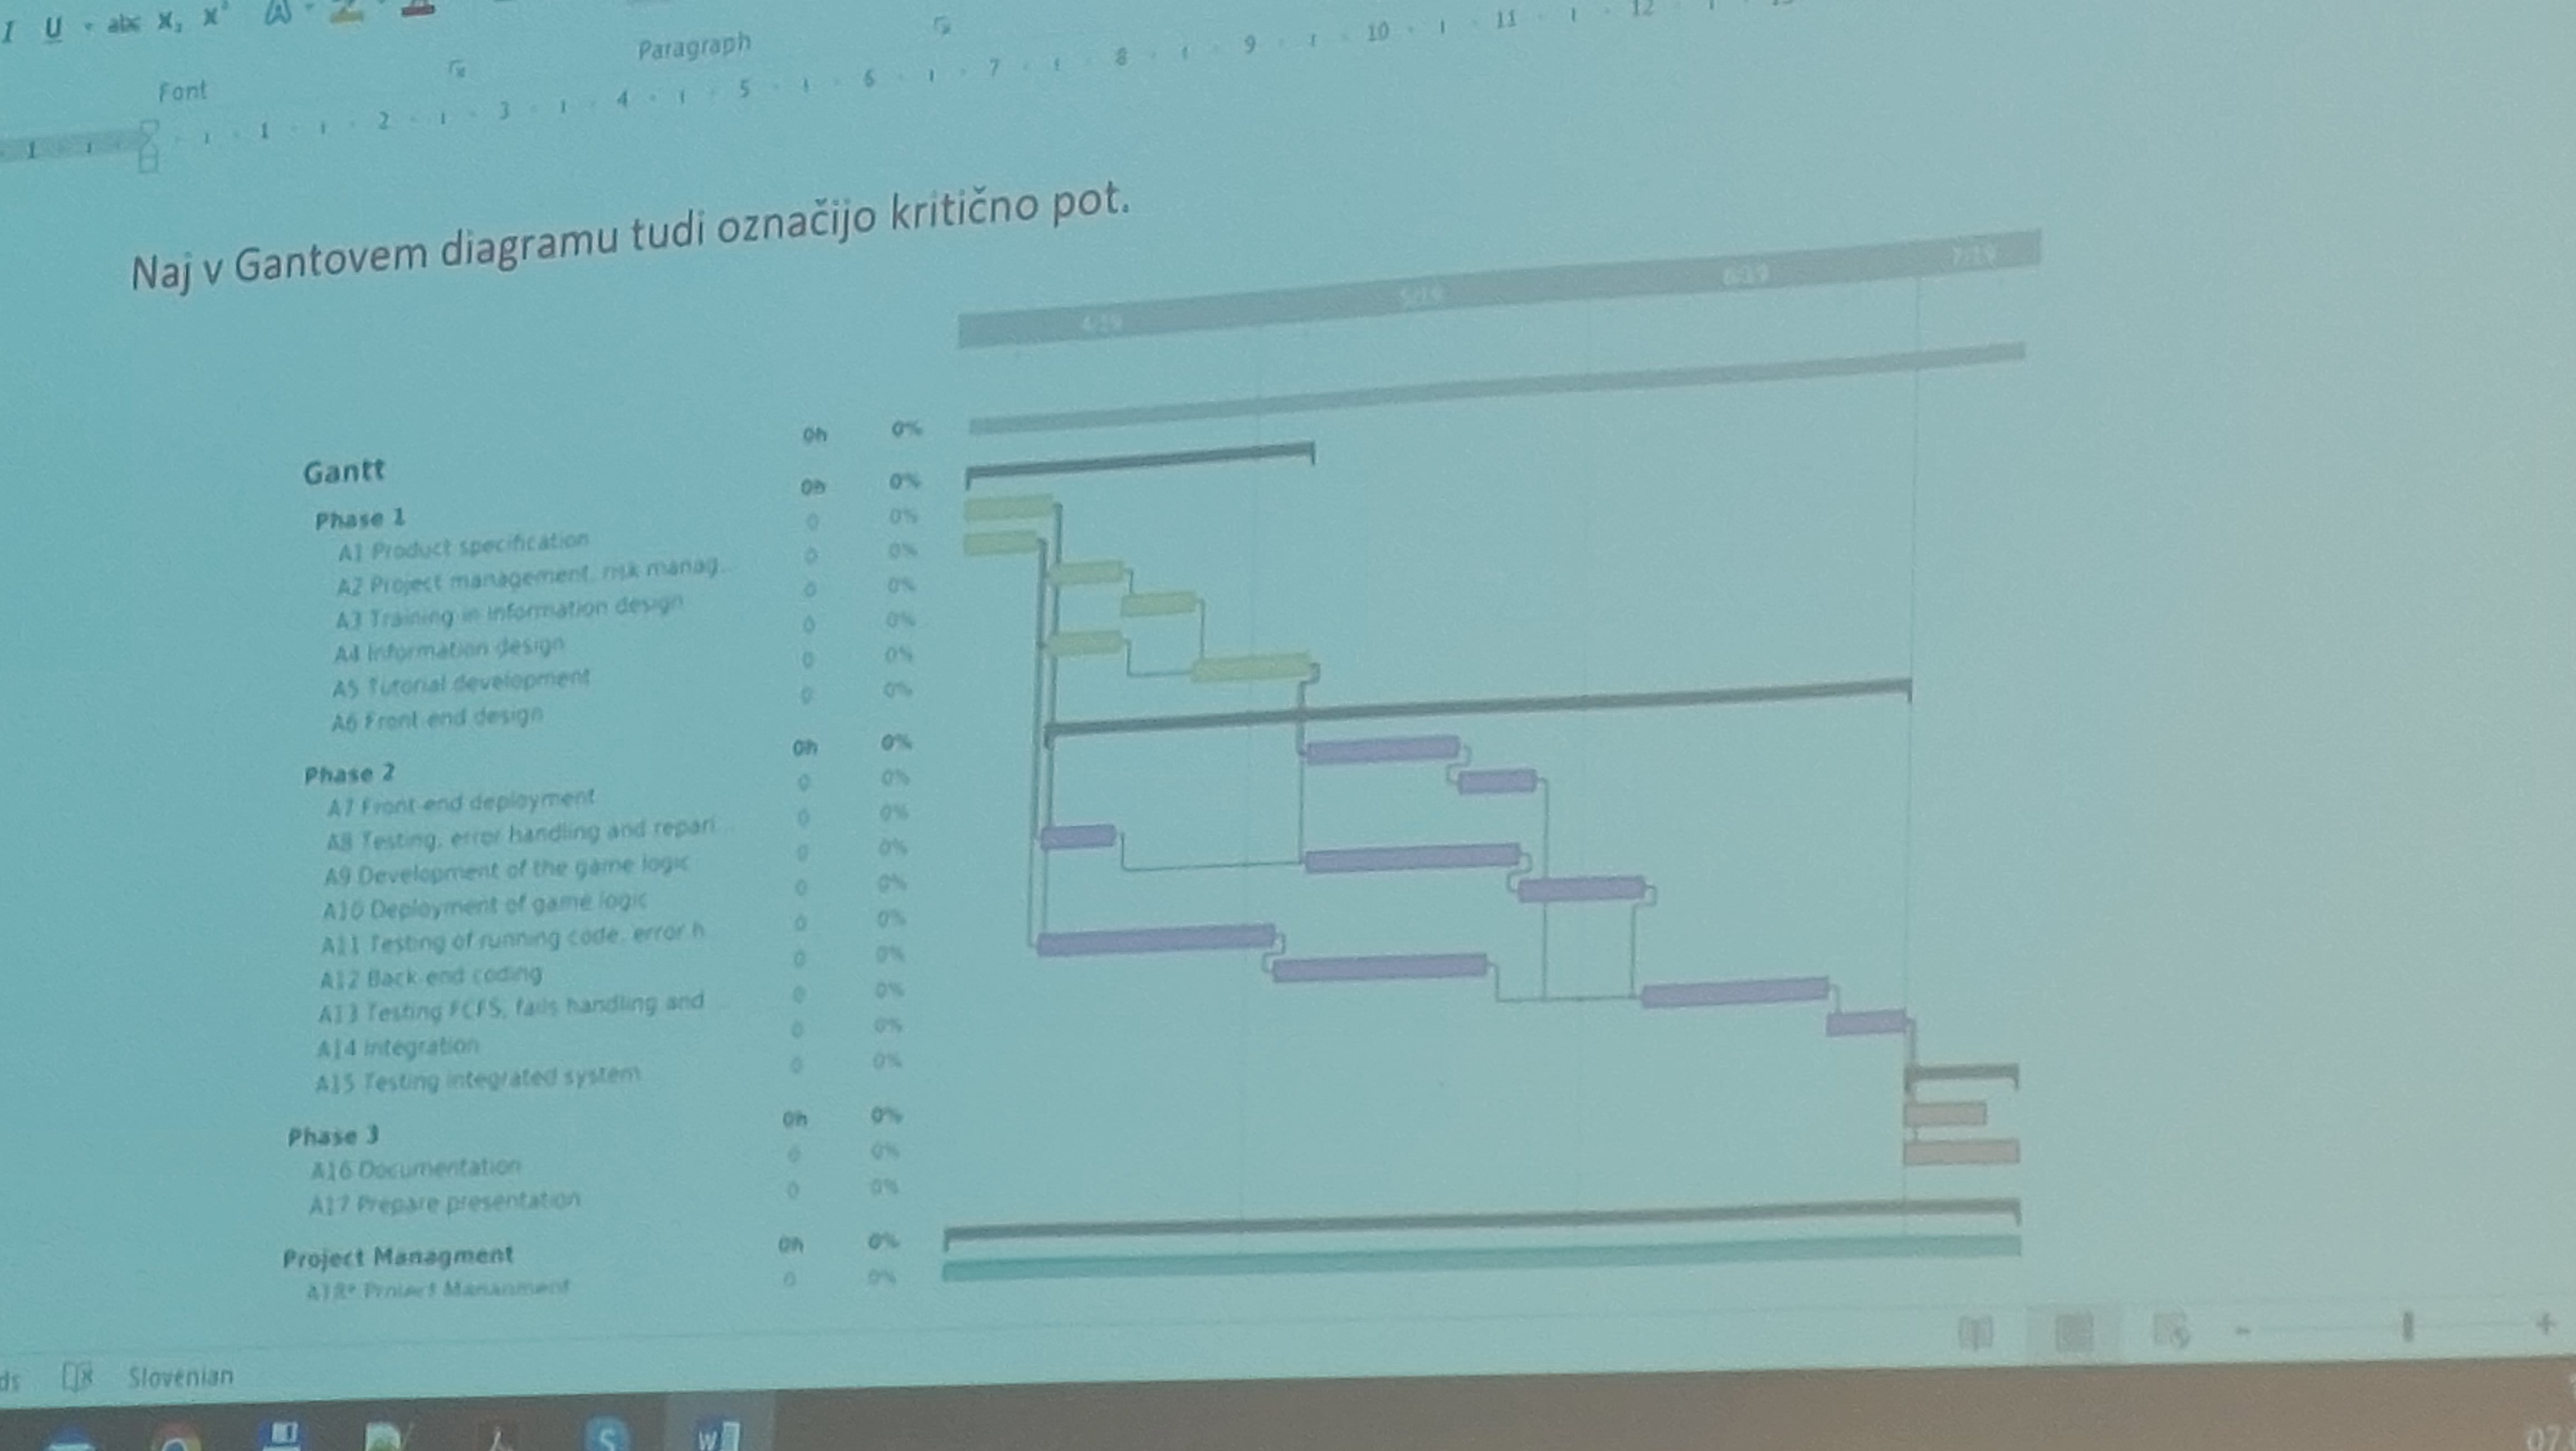 I U abc X₂ X²
Font
Paragraph
1 1 2 3 4 5 6 7 8 9 10 11 12
Naj v Gantovem diagramu tudi označijo kritično pot.
4/19 5/19 6/19 7/19
Gantt 0h 0%
Phase 1 0h 0%
A1 Product specification 0 0%
A2 Project management, risk manag... 0 0%
A3 Training in information design 0 0%
A4 Information design 0 0%
A5 Tutorial development 0 0%
A6 Front end design 0 0%
Phase 2 0h 0%
A7 Front-end deployment 0 0%
A8 Testing, error handling and repari... 0 0%
A9 Development of the game logic 0 0%
A10 Deployment of game logic 0 0%
A11 Testing of running code, error h... 0 0%
A12 Back-end coding 0 0%
A13 Testing FCFS, fails handling and ... 0 0%
A14 Integration 0 0%
A15 Testing integrated system 0 0%
Phase 3 0h 0%
A16 Documentation 0 0%
A17 Prepare presentation 0 0%
Project Managment 0h 0%
A18* Project Managment 0 0%
ds Slovenian